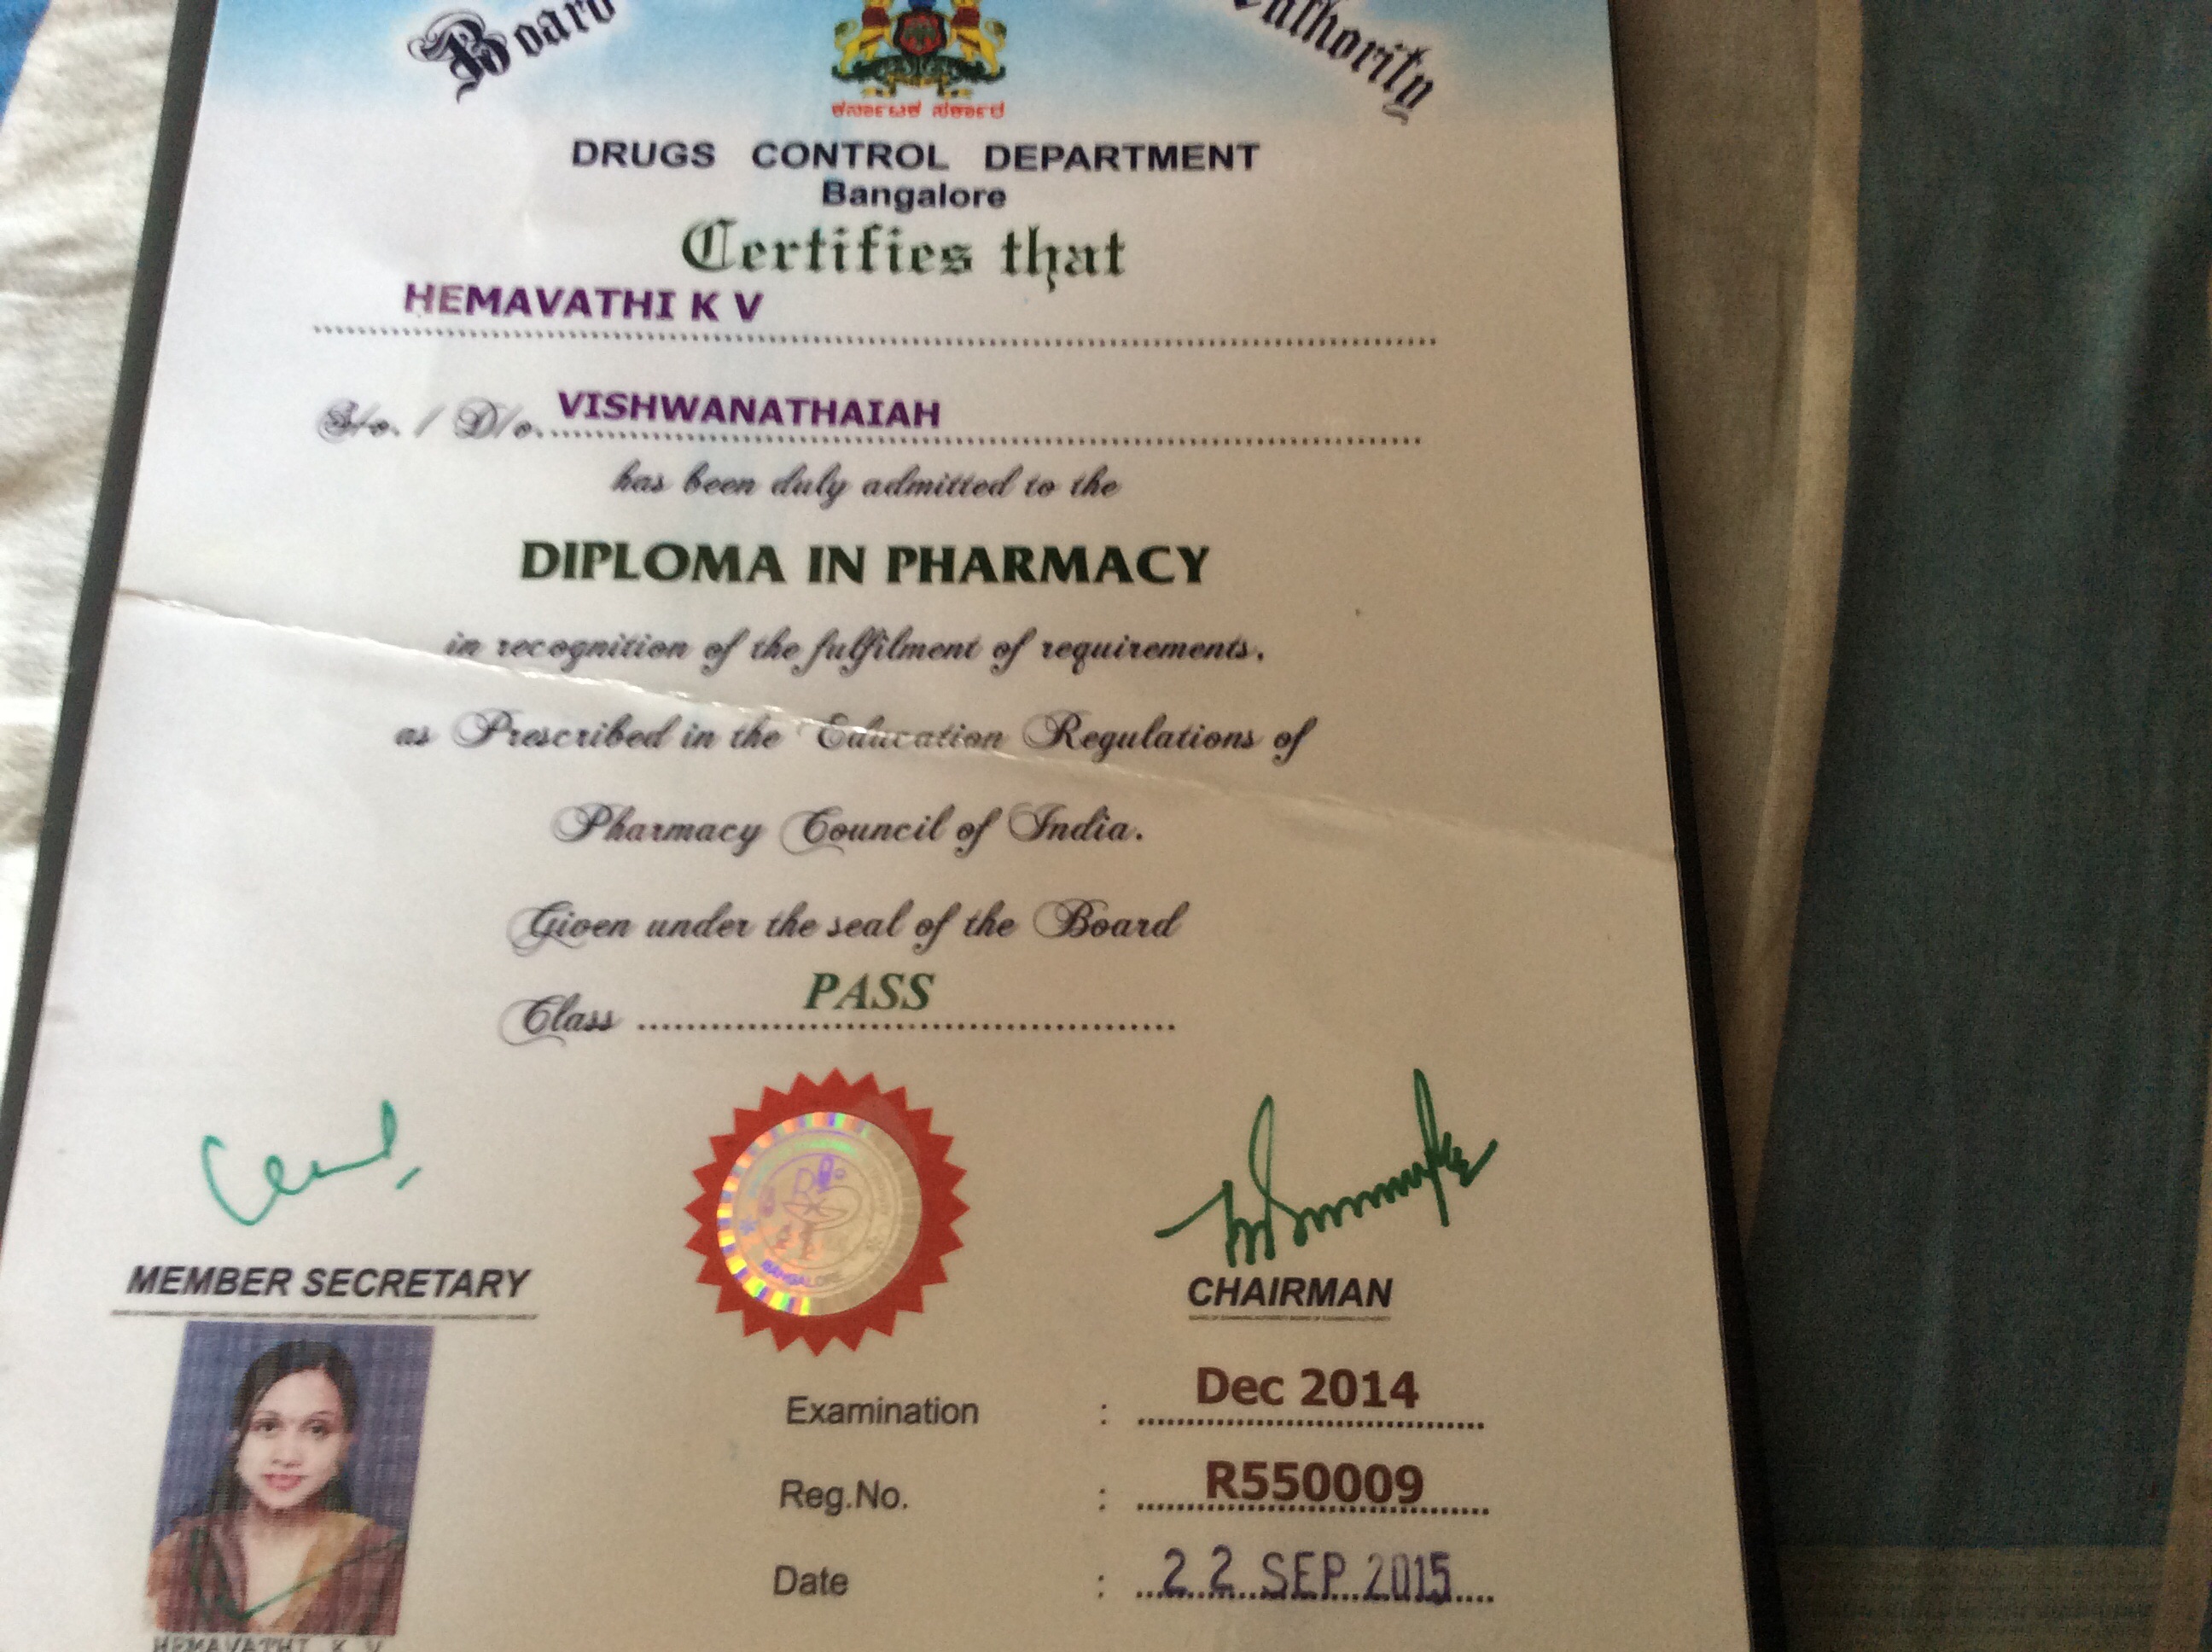 Board
Authority
ಕರ್ನಾಟಕ ಸರ್ಕಾರ
DRUGS CONTROL DEPARTMENT
Bangalore
Certifies that
HEMAVATHI K V
S/o. / D/o. VISHWANATHAIAH
has been duly admitted to the
DIPLOMA IN PHARMACY
in recognition of the fulfilment of requirements.
as Prescribed in the Education Regulations of
Pharmacy Council of India.
Given under the seal of the Board
Class PASS
BANGALORE
MEMBER SECRETARY
CHAIRMAN
Examination : Dec 2014
Reg.No. : R550009
Date : 22 SEP 2015
HEMAVATHI K V